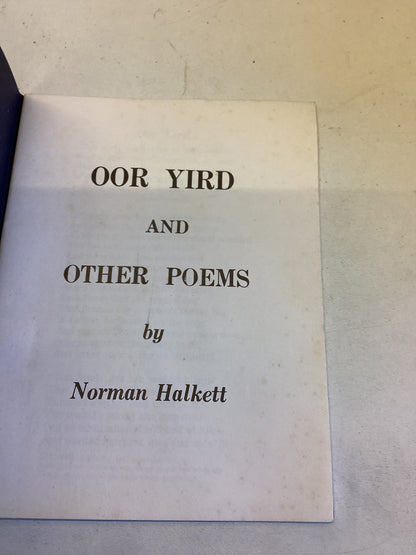 OOR YIRD
AND
OTHER POEMS
by
Norman Halkett